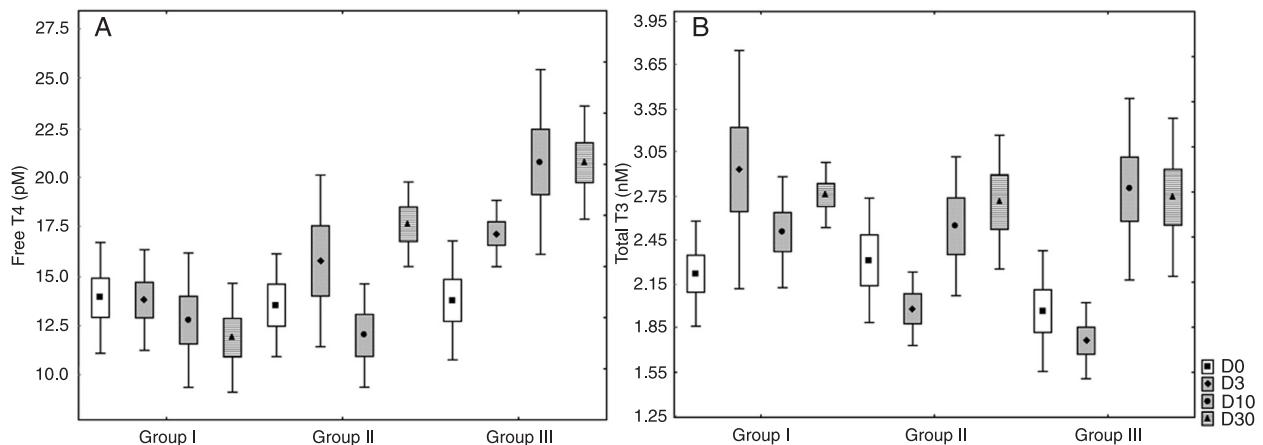 A
Free T4 (pM)
27.5
25.0
22.5
20.0
17.5
15.0
12.5
10.0
Group I
Group II
Group III
B
Total T3 (nM)
3.95
3.65
3.35
3.05
2.75
2.45
2.15
1.85
1.55
1.25
Group I
Group II
Group III
D0
D3
D10
D30